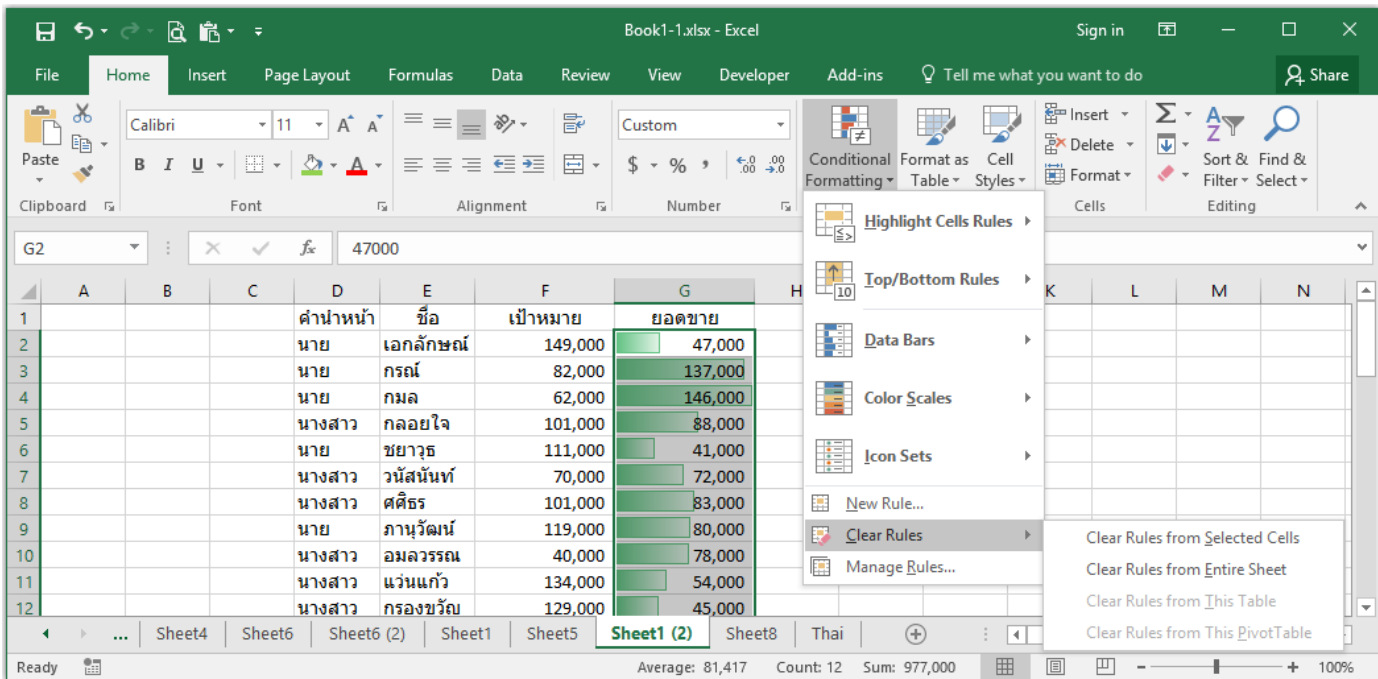 Book1-1.xlsx - Excel
Sign in
File Home Insert Page Layout Formulas Data Review View Developer Add-ins Tell me what you want to do Share
Paste
Calibri 11
Custom
B I U A $ % , .00 .0
Conditional Formatting
Format as Table
Cell Styles
Insert
Delete
Format
Sort & Filter
Find & Select
Clipboard Font Alignment Number Cells Editing
G2 fx 47000
A B C D E F G H K L M N
1 คำนำหน้า ชื่อ เป้าหมาย ยอดขาย
2 นาย เอกลักษณ์ 149,000 47,000
3 นาย กรณ์ 82,000 137,000
4 นาย กมล 62,000 146,000
5 นางสาว กลอยใจ 101,000 88,000
6 นาย ชยาวุธ 111,000 41,000
7 นางสาว วนัสนันท์ 70,000 72,000
8 นางสาว ศศิธร 101,000 83,000
9 นาย ภานุวัฒน์ 119,000 80,000
10 นางสาว อมลวรรณ 40,000 78,000
11 นางสาว แว่นแก้ว 134,000 54,000
12 นางสาว กรองขวัญ 129,000 45,000
Highlight Cells Rules
Top/Bottom Rules
Data Bars
Color Scales
Icon Sets
New Rule...
Clear Rules
Manage Rules...
Clear Rules from Selected Cells
Clear Rules from Entire Sheet
Clear Rules from This Table
Clear Rules from This PivotTable
... Sheet4 Sheet6 Sheet6 (2) Sheet1 Sheet5 Sheet1 (2) Sheet8 Thai
Ready Average: 81,417 Count: 12 Sum: 977,000 100%